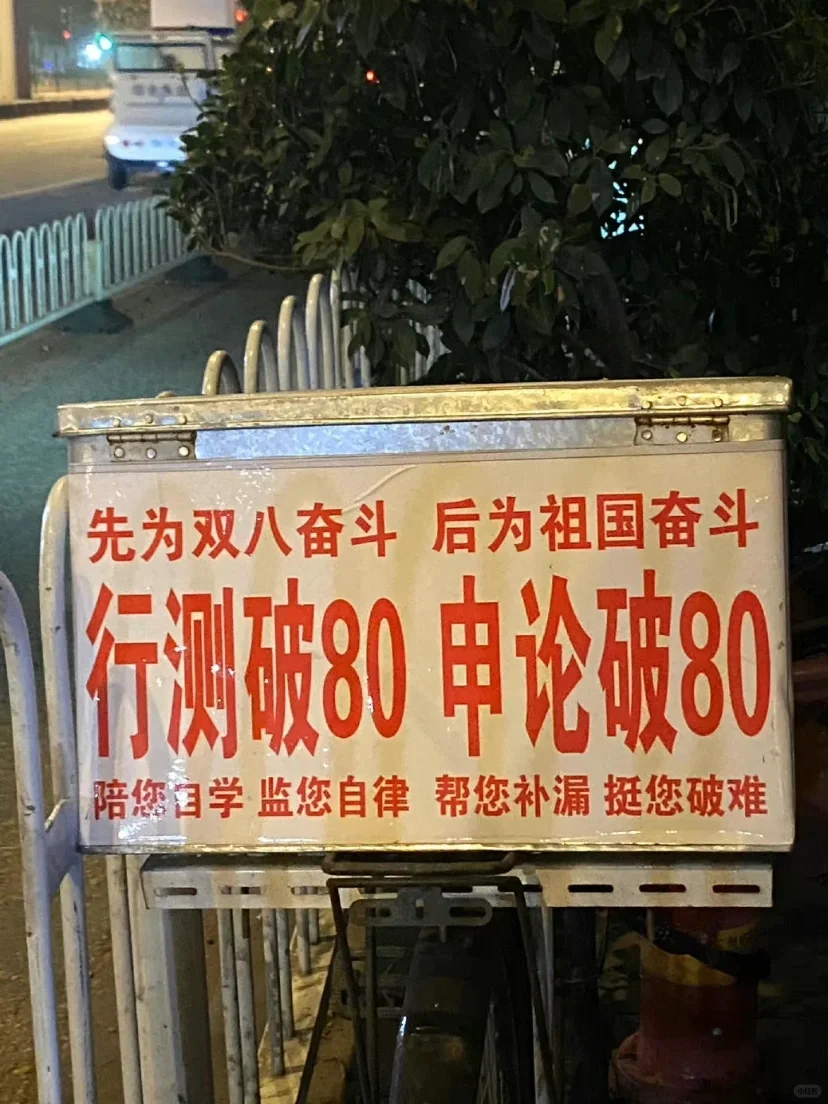 先为双八奋斗 后为祖国奋斗
行测破80 申论破80
陪您自学 监您自律 帮您补漏 挺您破难